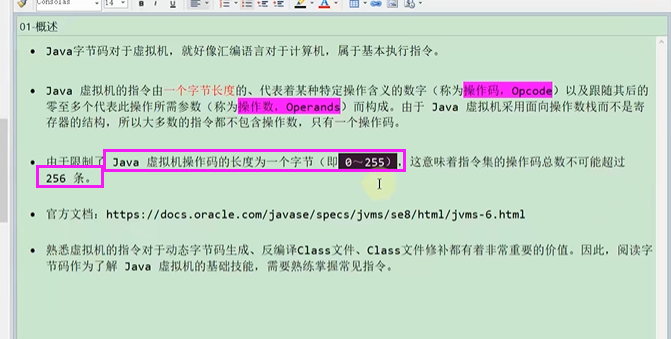 Consolas
14
01-概述
• Java字节码对于虚拟机，就好像汇编语言对于计算机，属于基本执行指令。
• Java 虚拟机的指令由一个字节长度的、代表着某种特定操作含义的数字（称为操作码，Opcode）以及跟随其后的
零至多个代表此操作所需参数（称为操作数，Operands）而构成。由于 Java 虚拟机采用面向操作数栈而不是寄
存器的结构，所以大多数的指令都不包含操作数，只有一个操作码。
• 由于限制了 Java 虚拟机操作码的长度为一个字节（即 0～255），这意味着指令集的操作码总数不可能超过
256 条。
• 官方文档：https://docs.oracle.com/javase/specs/jvms/se8/html/jvms-6.html
• 熟悉虚拟机的指令对于动态字节码生成、反编译Class文件、Class文件修补都有着非常重要的价值。因此，阅读字
节码作为了解 Java 虚拟机的基础技能，需要熟练掌握常见指令。